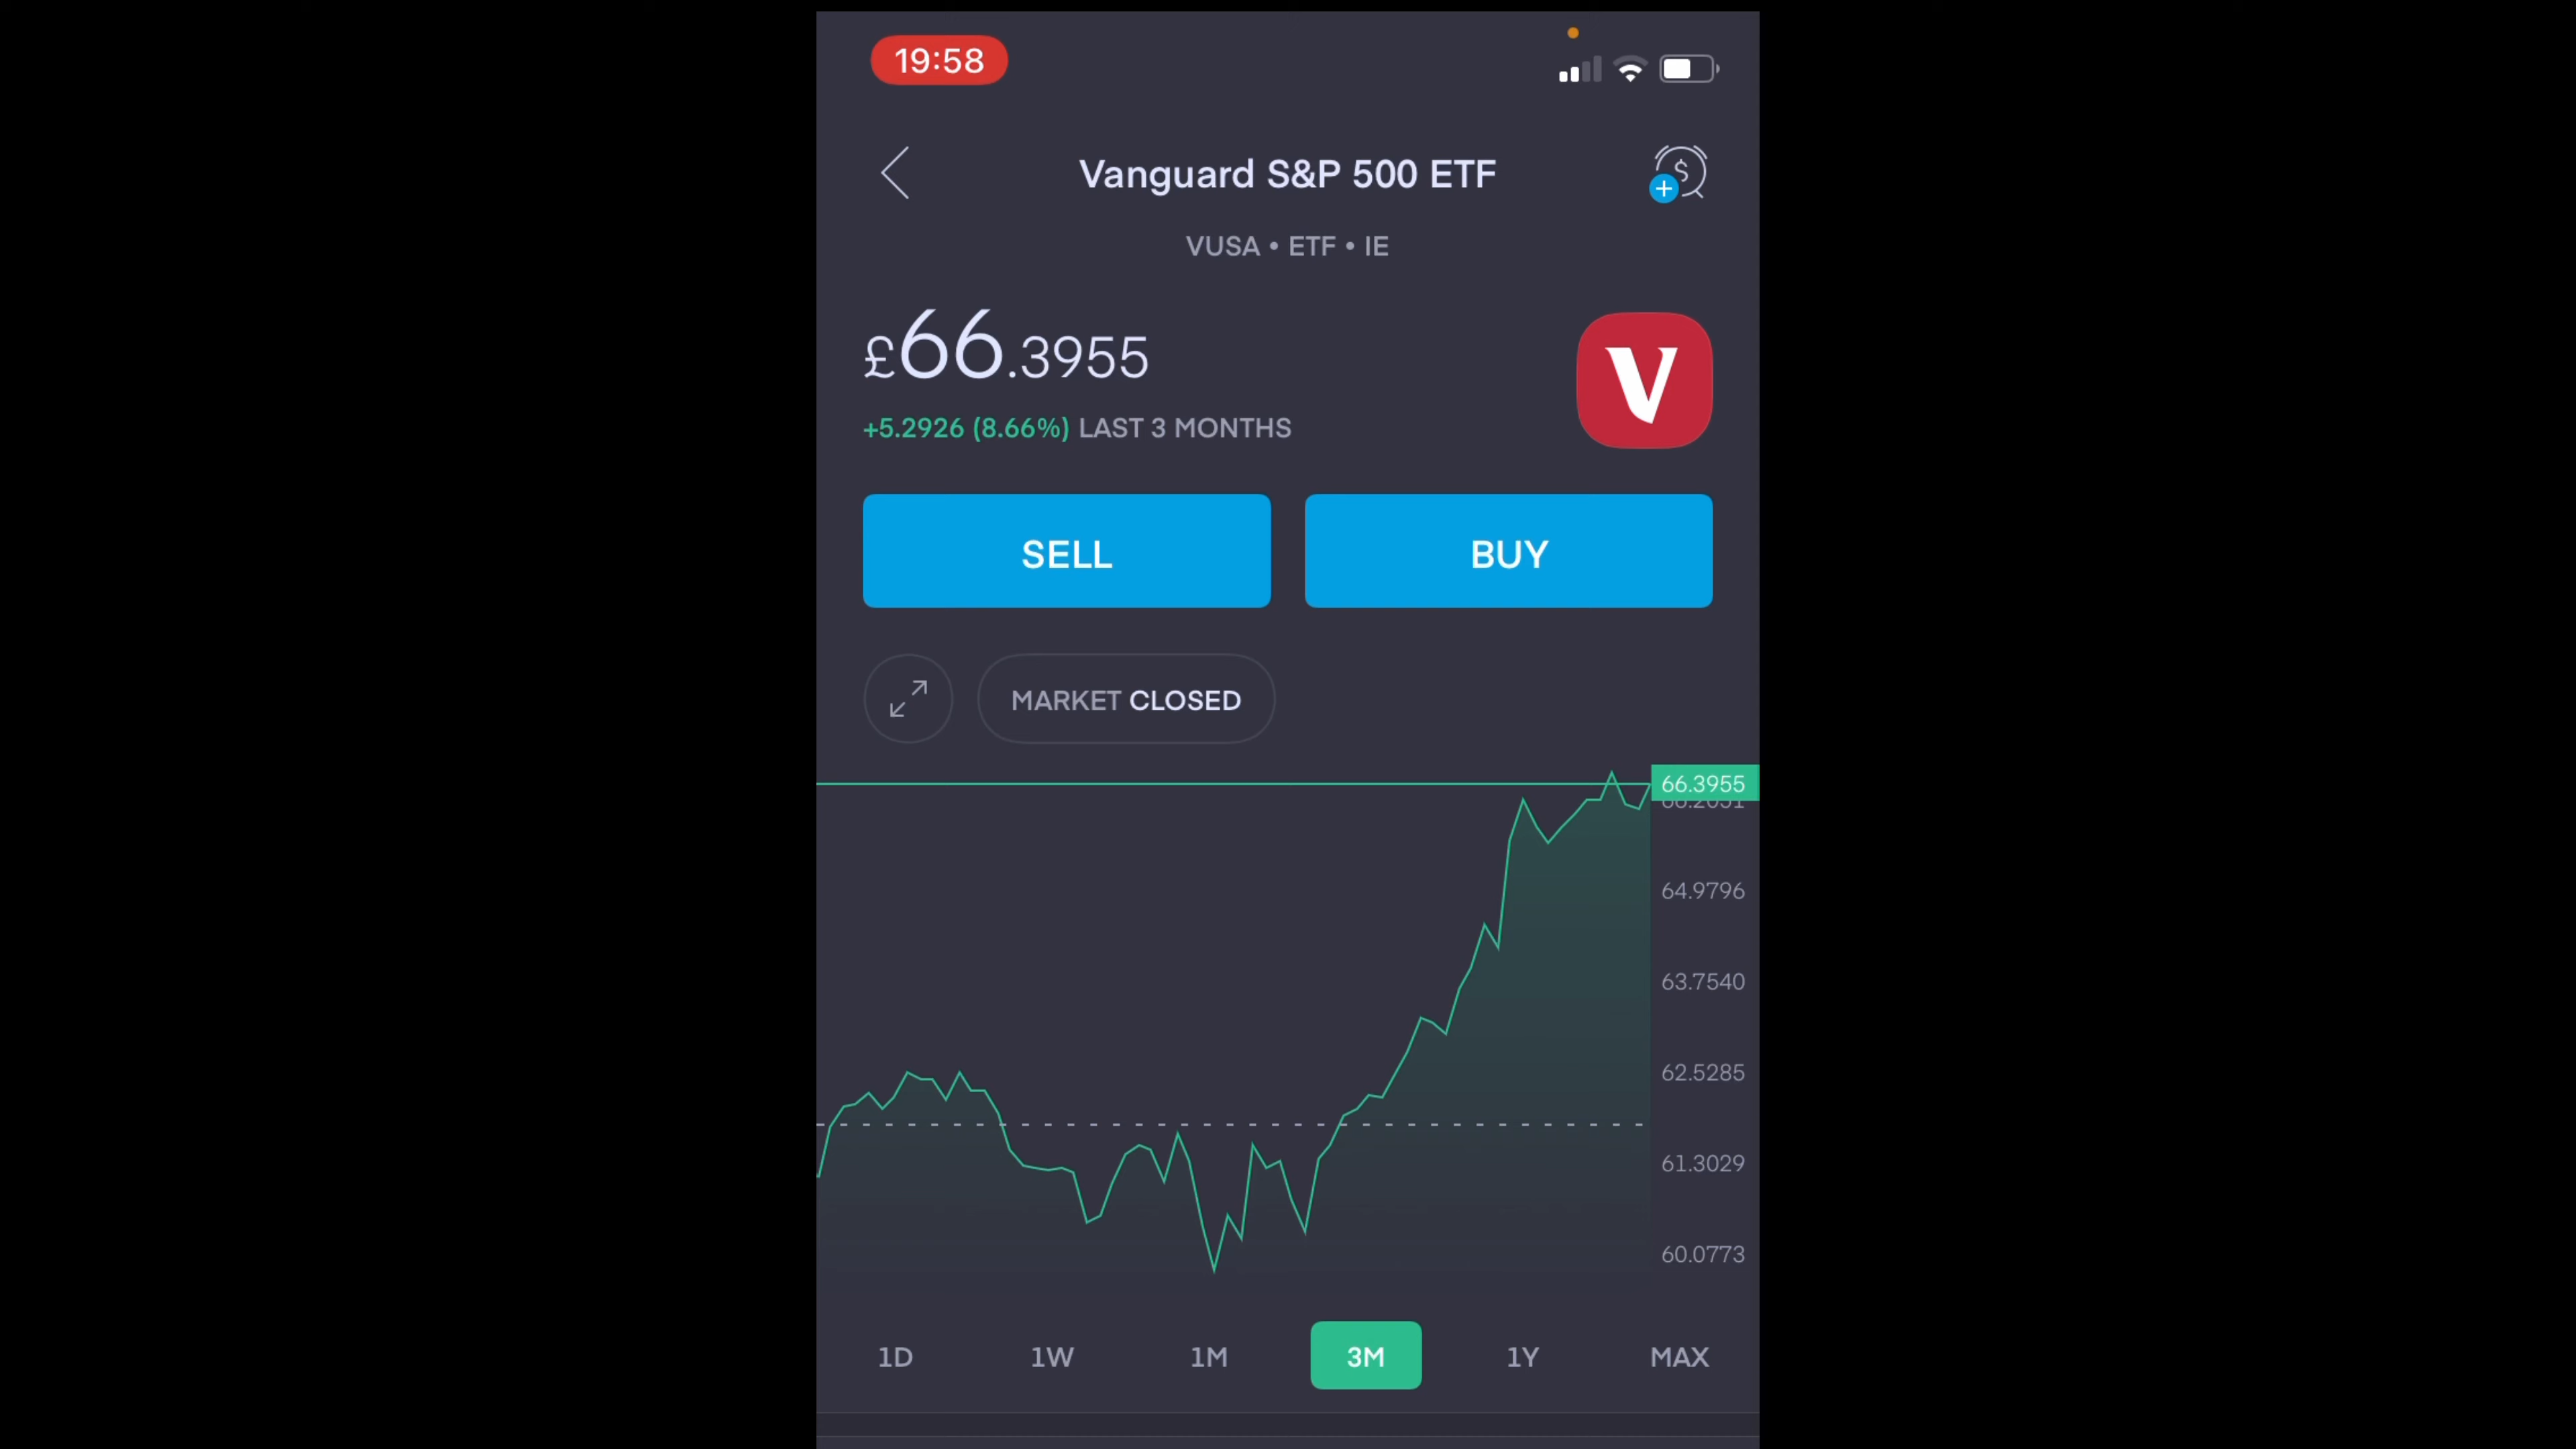 19:58
Vanguard S&P 500 ETF
VUSA • ETF • IE
£66.3955
+5.2926 (8.66%) LAST 3 MONTHS
SELL
BUY
MARKET CLOSED
66.3955
64.9796
63.7540
62.5285
61.3029
60.0773
1D
1W
1M
3M
1Y
MAX